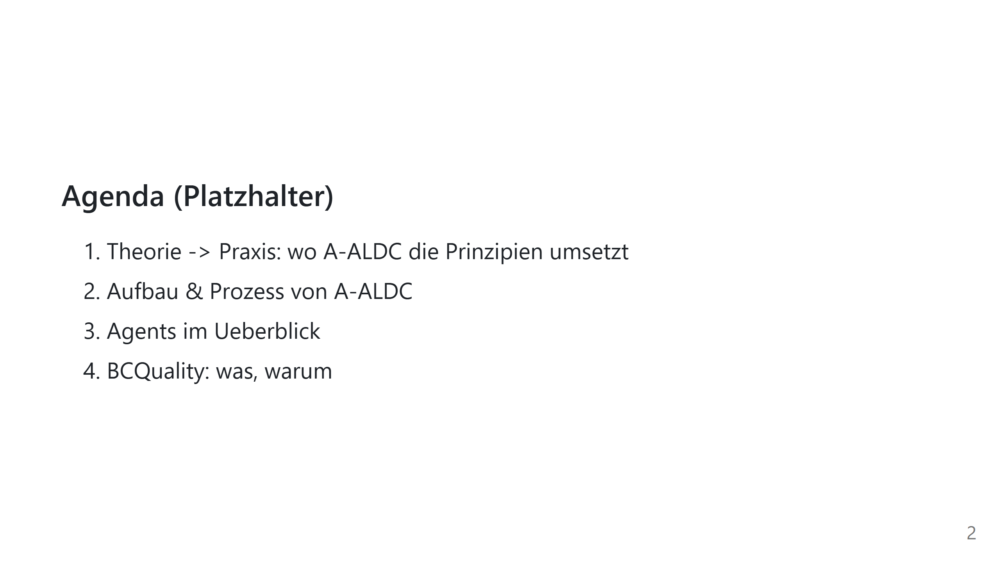 Agenda (Platzhalter)
1. Theorie -> Praxis: wo A-ALDC die Prinzipien umsetzt
2. Aufbau & Prozess von A-ALDC
3. Agents im Ueberblick
4. BCQuality: was, warum
2